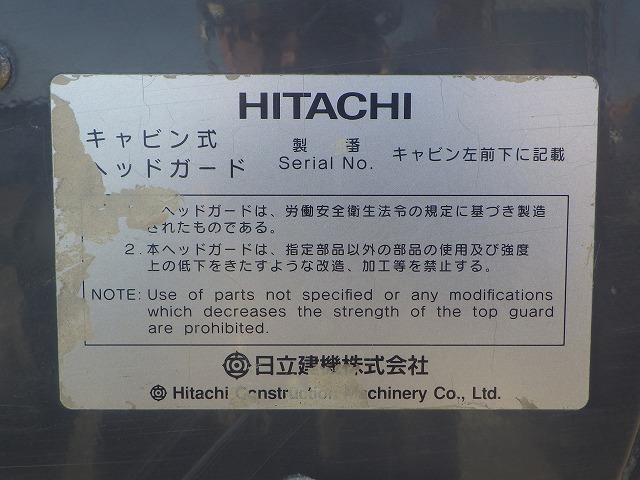 HITACHI
キャビン式
ヘッドガード
製 番
Serial No.
キャビン左前下に記載
ヘッドガードは、労働安全衛生法令の規定に基づき製造
されたものである。
2. 本ヘッドガードは、指定部品以外の部品の使用及び強度
上の低下をきたすような改造、加工等を禁止する。
NOTE: Use of parts not specified or any modifications
which decreases the strength of the top guard
are prohibited.
日立建機株式会社
Hitachi Construction Machinery Co., Ltd.